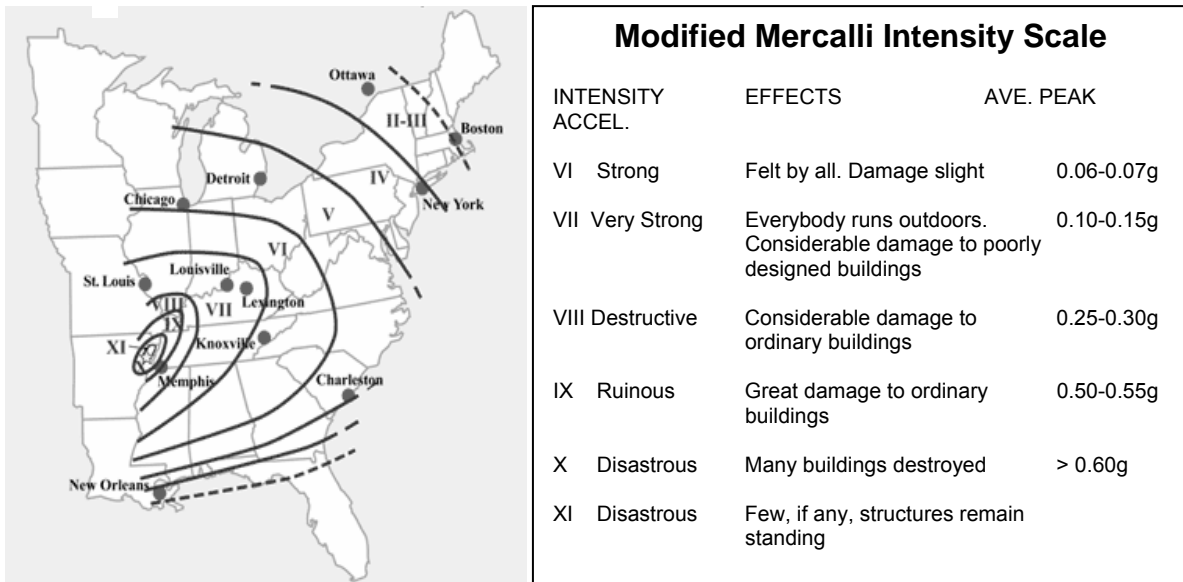 Ottawa
II-III
Boston
Detroit
IV
New York
Chicago
V
VI
Louisville
St. Louis
Lexington
VIII
VII
IX
Knoxville
XI
Memphis
Charleston
New Orleans
Modified Mercalli Intensity Scale
INTENSITY EFFECTS AVE. PEAK
ACCEL.
VI Strong Felt by all. Damage slight 0.06-0.07g
VII Very Strong Everybody runs outdoors. 0.10-0.15g
Considerable damage to poorly
designed buildings
VIII Destructive Considerable damage to 0.25-0.30g
ordinary buildings
IX Ruinous Great damage to ordinary 0.50-0.55g
buildings
X Disastrous Many buildings destroyed > 0.60g
XI Disastrous Few, if any, structures remain
standing